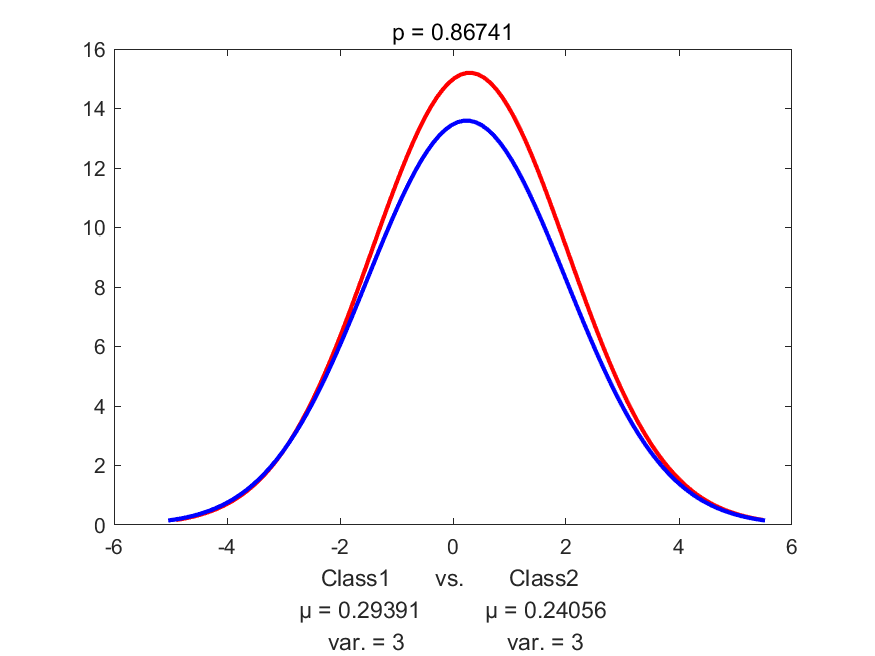 p = 0.86741
16
14
12
10
8
6
4
2
0
-6 -4 -2 0 2 4 6
Class1 vs. Class2
μ = 0.29391 μ = 0.24056
var. = 3 var. = 3